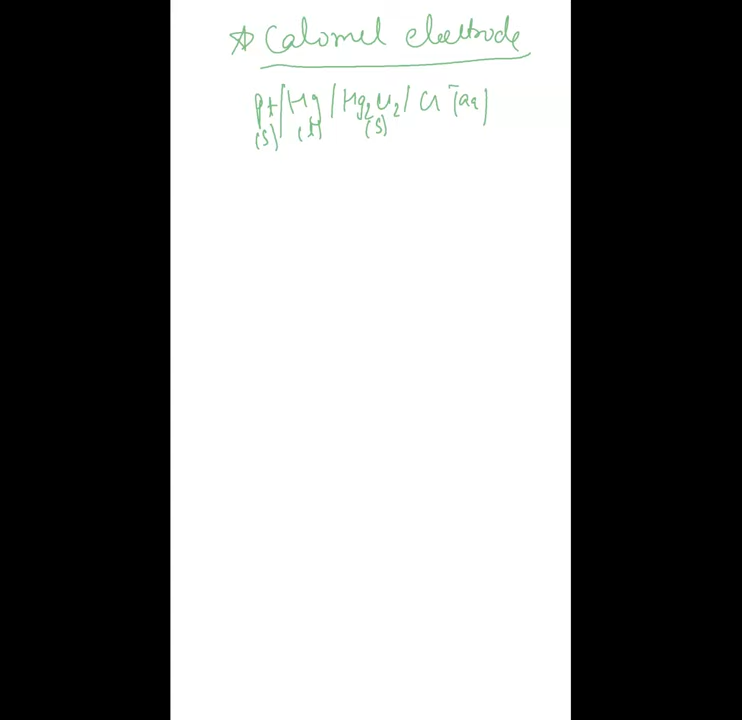 ☆ Calomel electrode
Pt/Hg/Hg₂Cl₂/Cl⁻(aq)
(s) (l) (s)